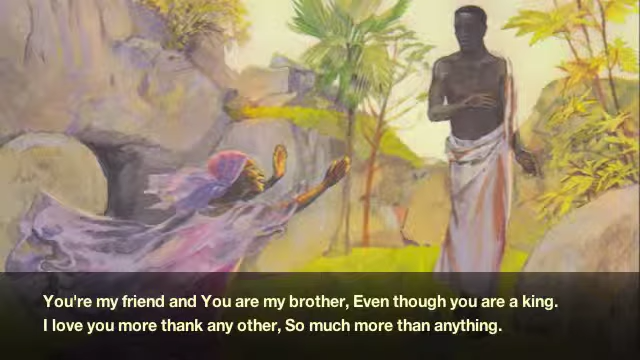 You're my friend and You are my brother, Even though you are a king.
I love you more thank any other, So much more than anything.